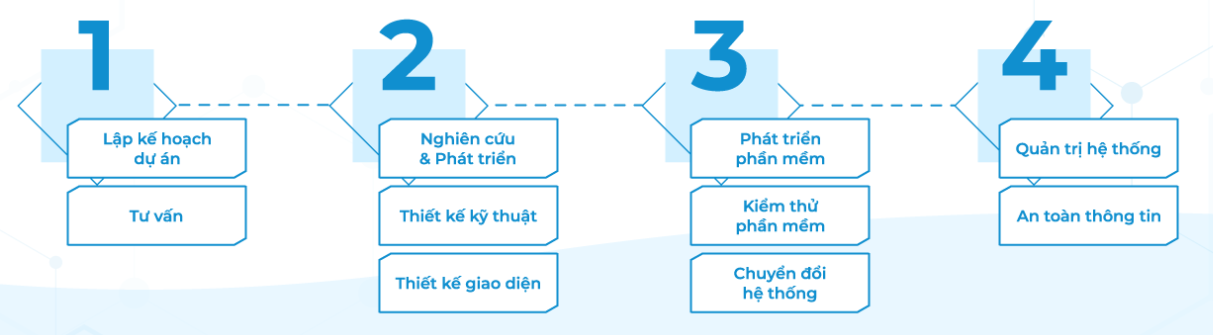 1
Lập kế hoạch
dự án
Tư vấn
2
Nghiên cứu
& Phát triển
Thiết kế kỹ thuật
Thiết kế giao diện
3
Phát triển
phần mềm
Kiểm thử
phần mềm
Chuyển đổi
hệ thống
4
Quản trị hệ thống
An toàn thông tin